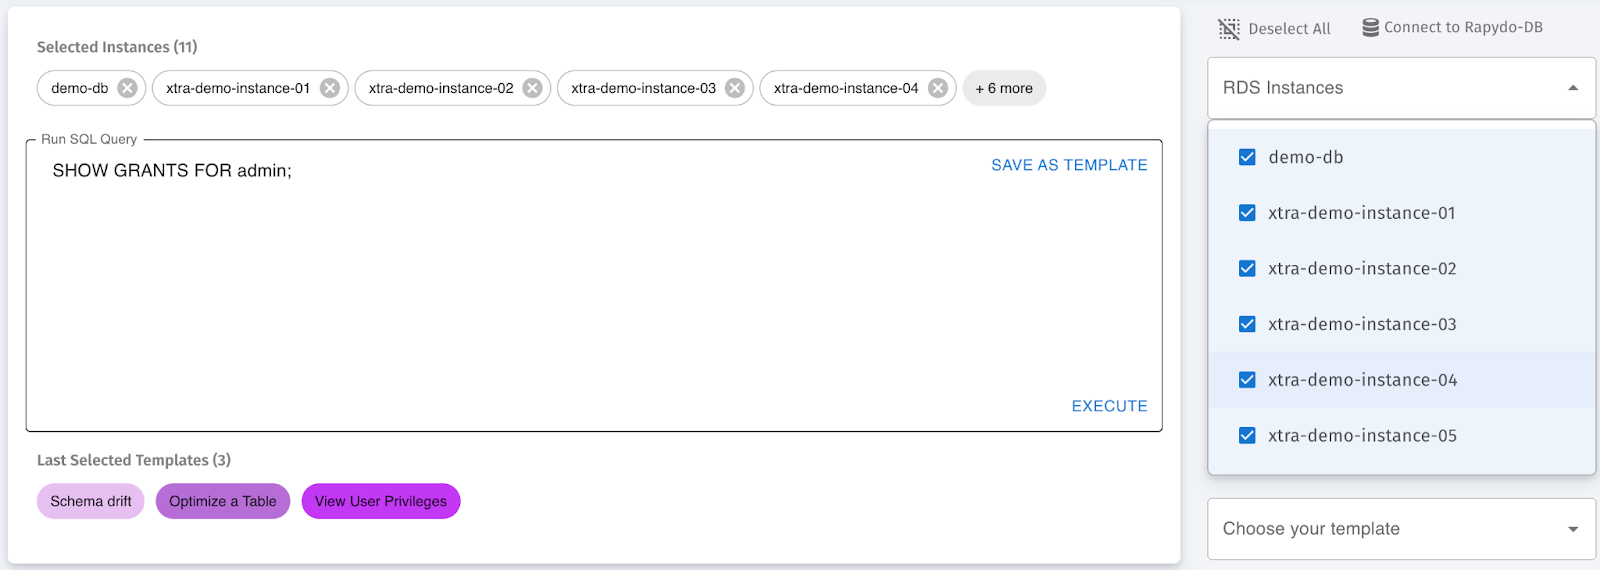 Selected Instances (11)
demo-db
xtra-demo-instance-01
xtra-demo-instance-02
xtra-demo-instance-03
xtra-demo-instance-04
+ 6 more
Run SQL Query
SHOW GRANTS FOR admin;
SAVE AS TEMPLATE
EXECUTE
Last Selected Templates (3)
Schema drift
Optimize a Table
View User Privileges
Deselect All
Connect to Rapydo-DB
RDS Instances
demo-db
xtra-demo-instance-01
xtra-demo-instance-02
xtra-demo-instance-03
xtra-demo-instance-04
xtra-demo-instance-05
Choose your template